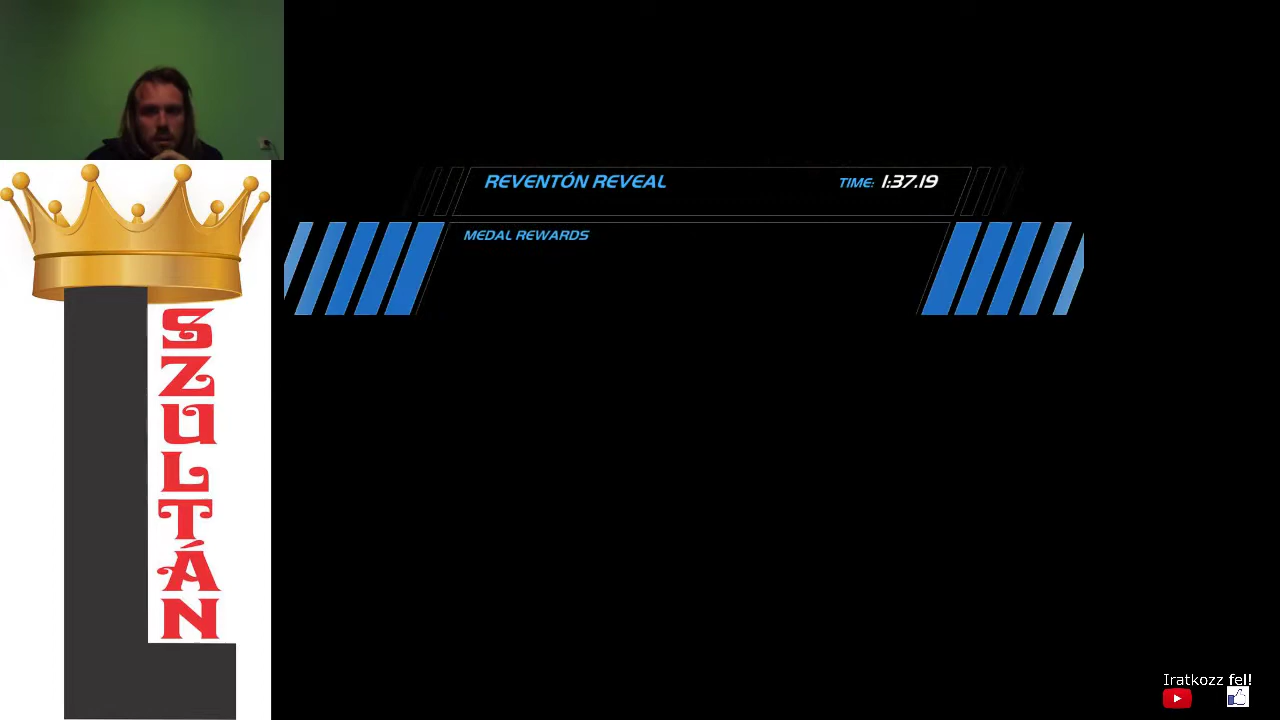 REVENTÓN REVEAL
TIME: 1:37.19
MEDAL REWARDS
L
SZULTÁN
Iratkozz fel!